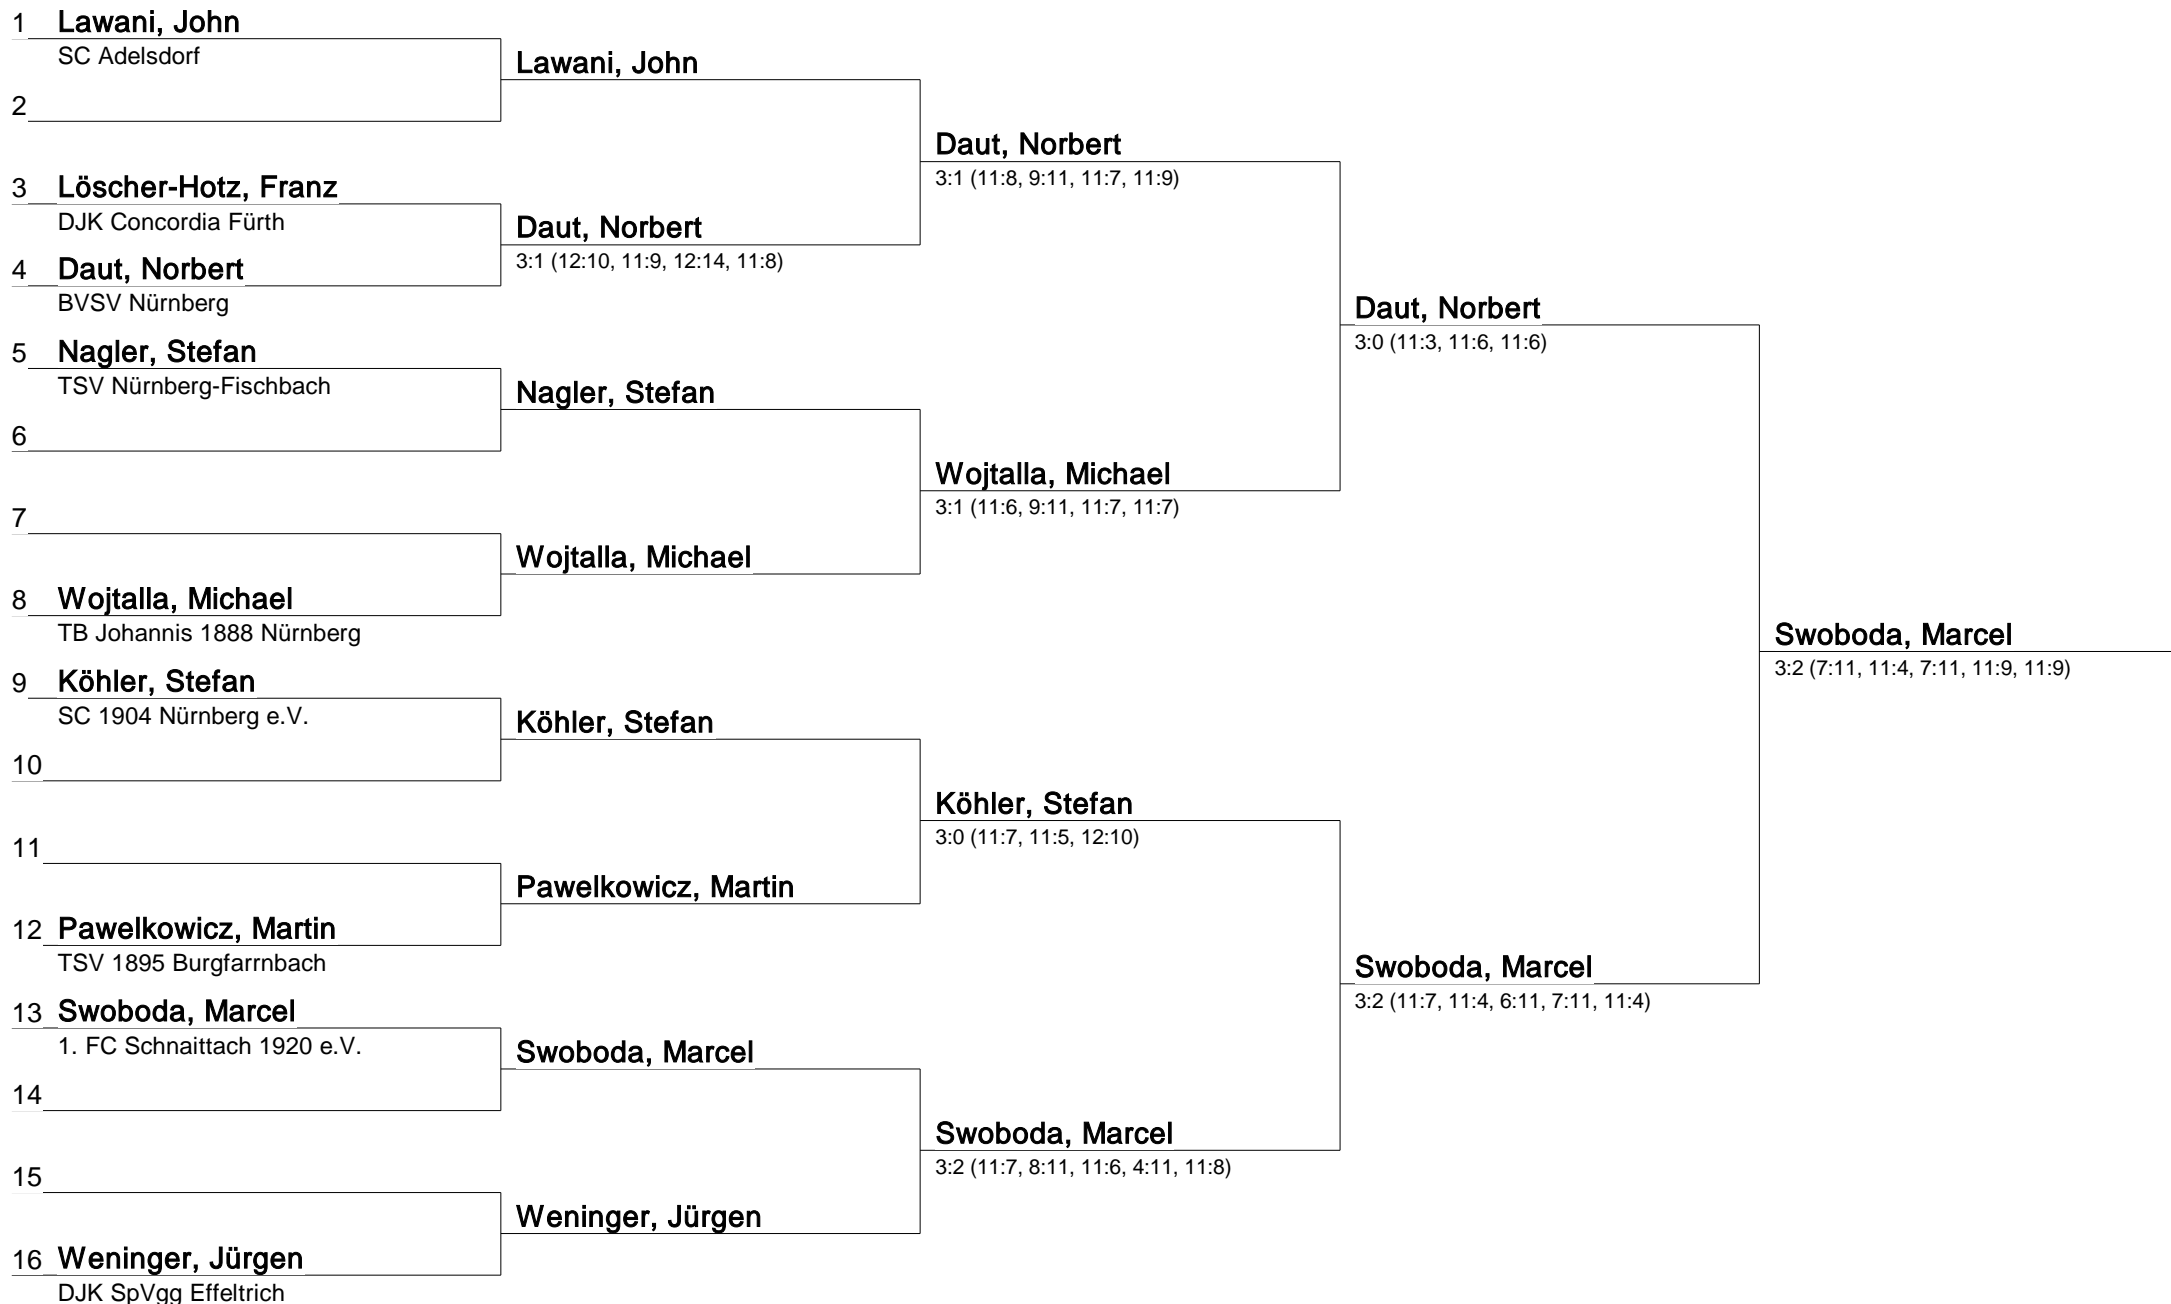 1 Lawani, John
SC Adelsdorf
Lawani, John
2
Daut, Norbert
3:1 (11:8, 9:11, 11:7, 11:9)
3 Löscher-Hotz, Franz
DJK Concordia Fürth
Daut, Norbert
3:1 (12:10, 11:9, 12:14, 11:8)
4 Daut, Norbert
BVSV Nürnberg
Daut, Norbert
3:0 (11:3, 11:6, 11:6)
5 Nagler, Stefan
TSV Nürnberg-Fischbach
Nagler, Stefan
6
Wojtalla, Michael
3:1 (11:6, 9:11, 11:7, 11:7)
7
Wojtalla, Michael
8 Wojtalla, Michael
TB Johannis 1888 Nürnberg
Swoboda, Marcel
3:2 (7:11, 11:4, 7:11, 11:9, 11:9)
9 Köhler, Stefan
SC 1904 Nürnberg e.V.
Köhler, Stefan
10
Köhler, Stefan
3:0 (11:7, 11:5, 12:10)
11
Pawelkowicz, Martin
12 Pawelkowicz, Martin
TSV 1895 Burgfarrnbach
Swoboda, Marcel
3:2 (11:7, 11:4, 6:11, 7:11, 11:4)
13 Swoboda, Marcel
1. FC Schnaittach 1920 e.V.
Swoboda, Marcel
14
Swoboda, Marcel
3:2 (11:7, 8:11, 11:6, 4:11, 11:8)
15
Weninger, Jürgen
16 Weninger, Jürgen
DJK SpVgg Effeltrich